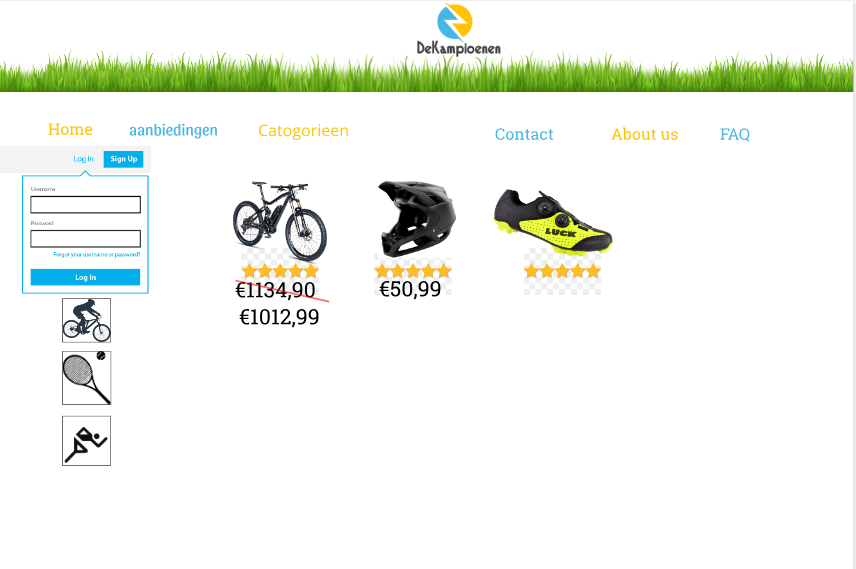 DeKampioenen
Home aanbiedingen Catogorieen Contact About us FAQ
Log In Sign Up
Username
Password
Forgot your username or password?
Log In
LUCK
€1134,90 €50,99
€1012,99